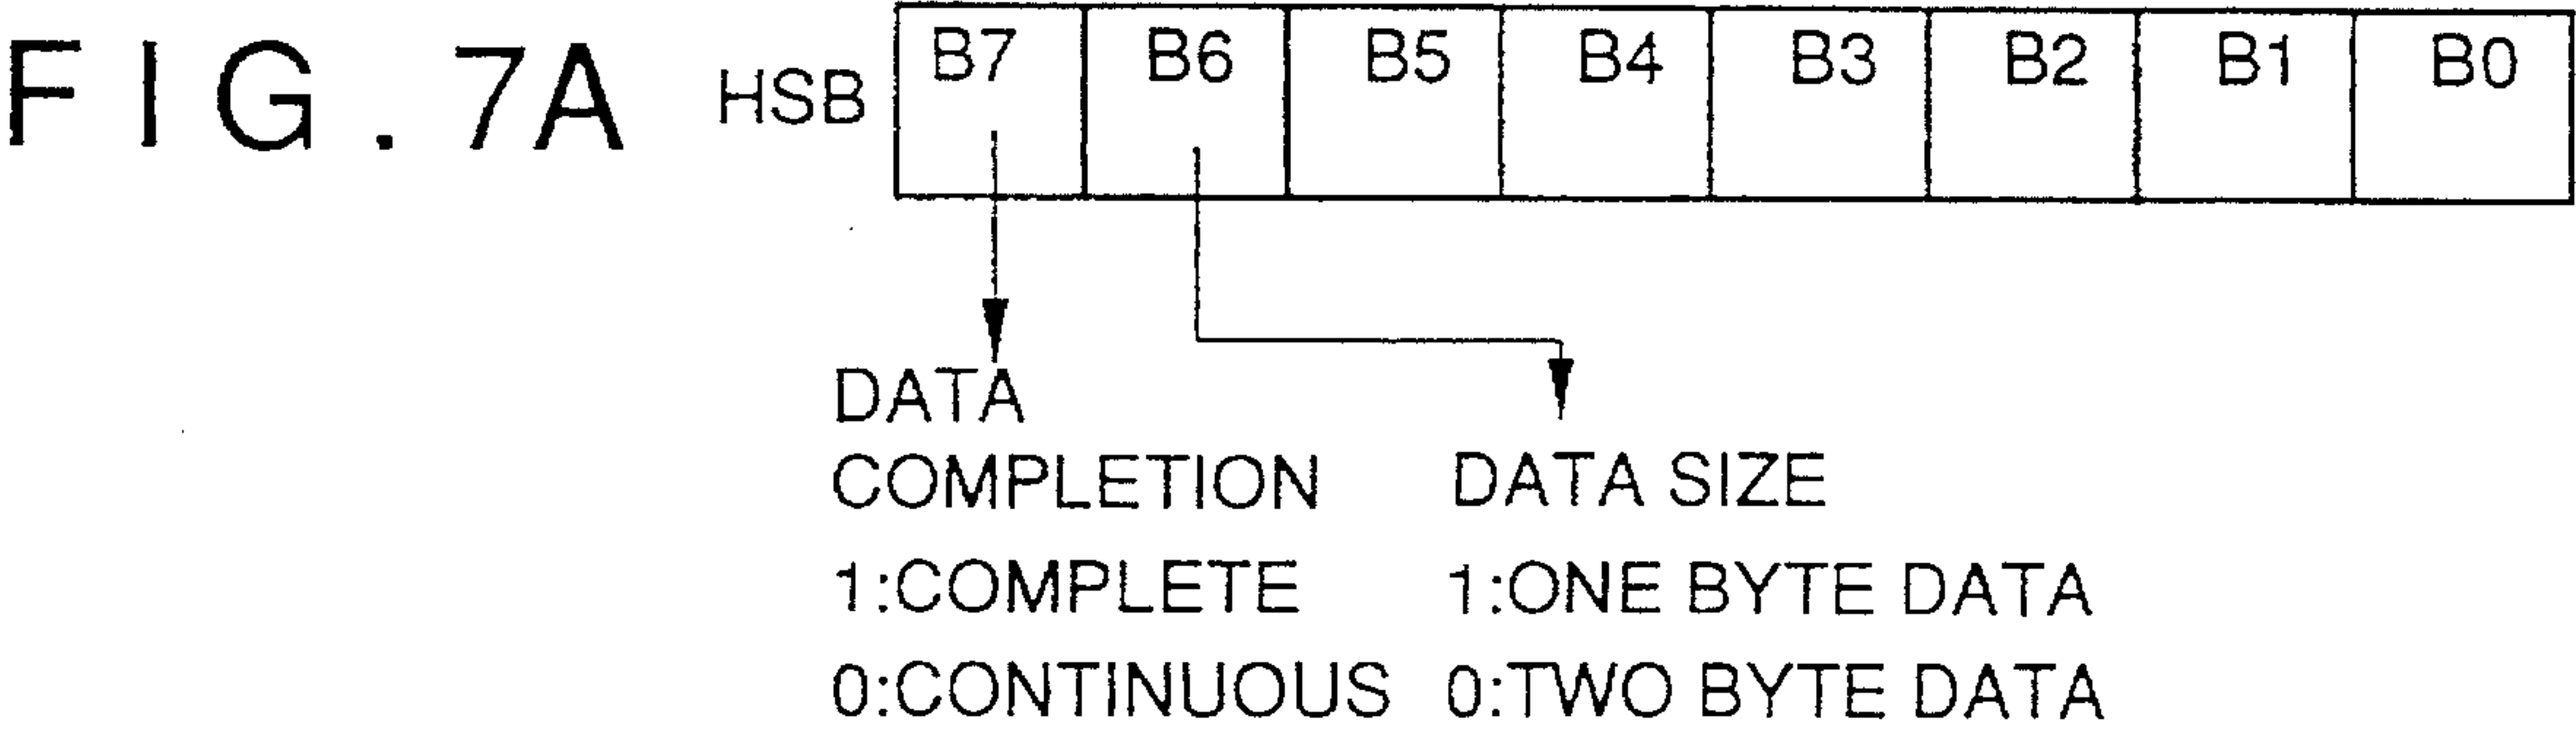 FIG. 7A
HSB B7 B6 B5 B4 B3 B2 B1 B0
DATA
COMPLETION DATA SIZE
1:COMPLETE 1:ONE BYTE DATA
0:CONTINUOUS 0:TWO BYTE DATA